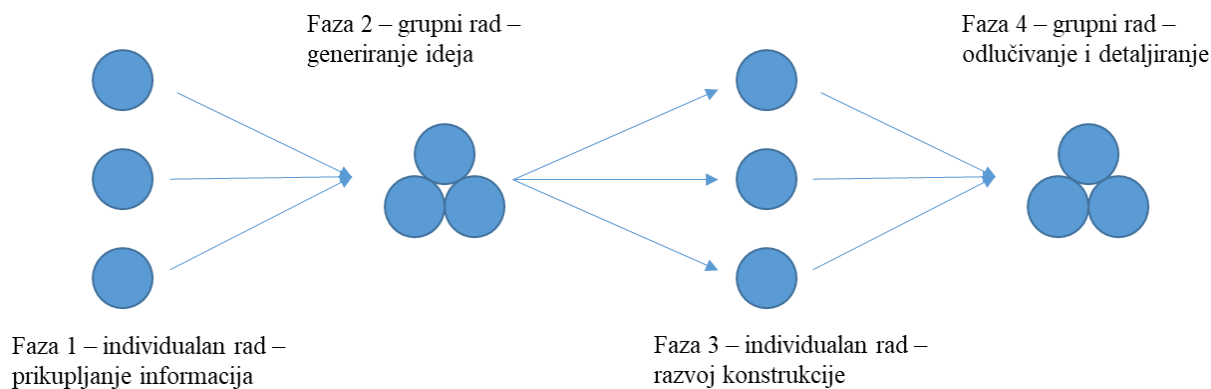 Faza 2 – grupni rad –
generiranje ideja
Faza 4 – grupni rad –
odlučivanje i detaljiranje
Faza 1 – individualan rad –
prikupljanje informacija
Faza 3 – individualan rad –
razvoj konstrukcije